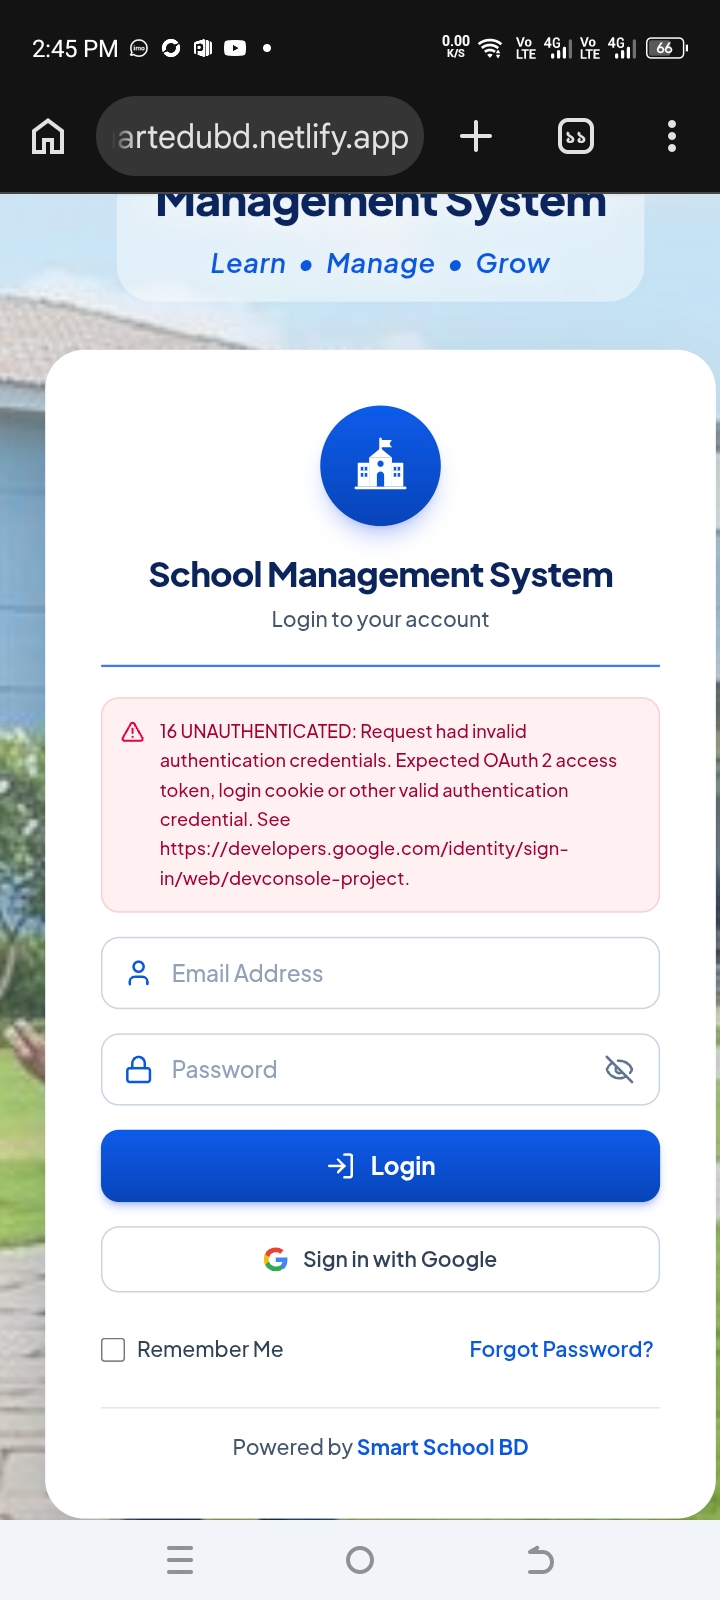 2:45 PM
0.00 K/S Vo LTE 4G Vo LTE 4G 66
artedubd.netlify.app
১১
Management System
Learn • Manage • Grow
School Management System
Login to your account
16 UNAUTHENTICATED: Request had invalid
authentication credentials. Expected OAuth 2 access
token, login cookie or other valid authentication
credential. See
https://developers.google.com/identity/sign-
in/web/devconsole-project.
Email Address
Password
Login
Sign in with Google
Remember Me
Forgot Password?
Powered by Smart School BD